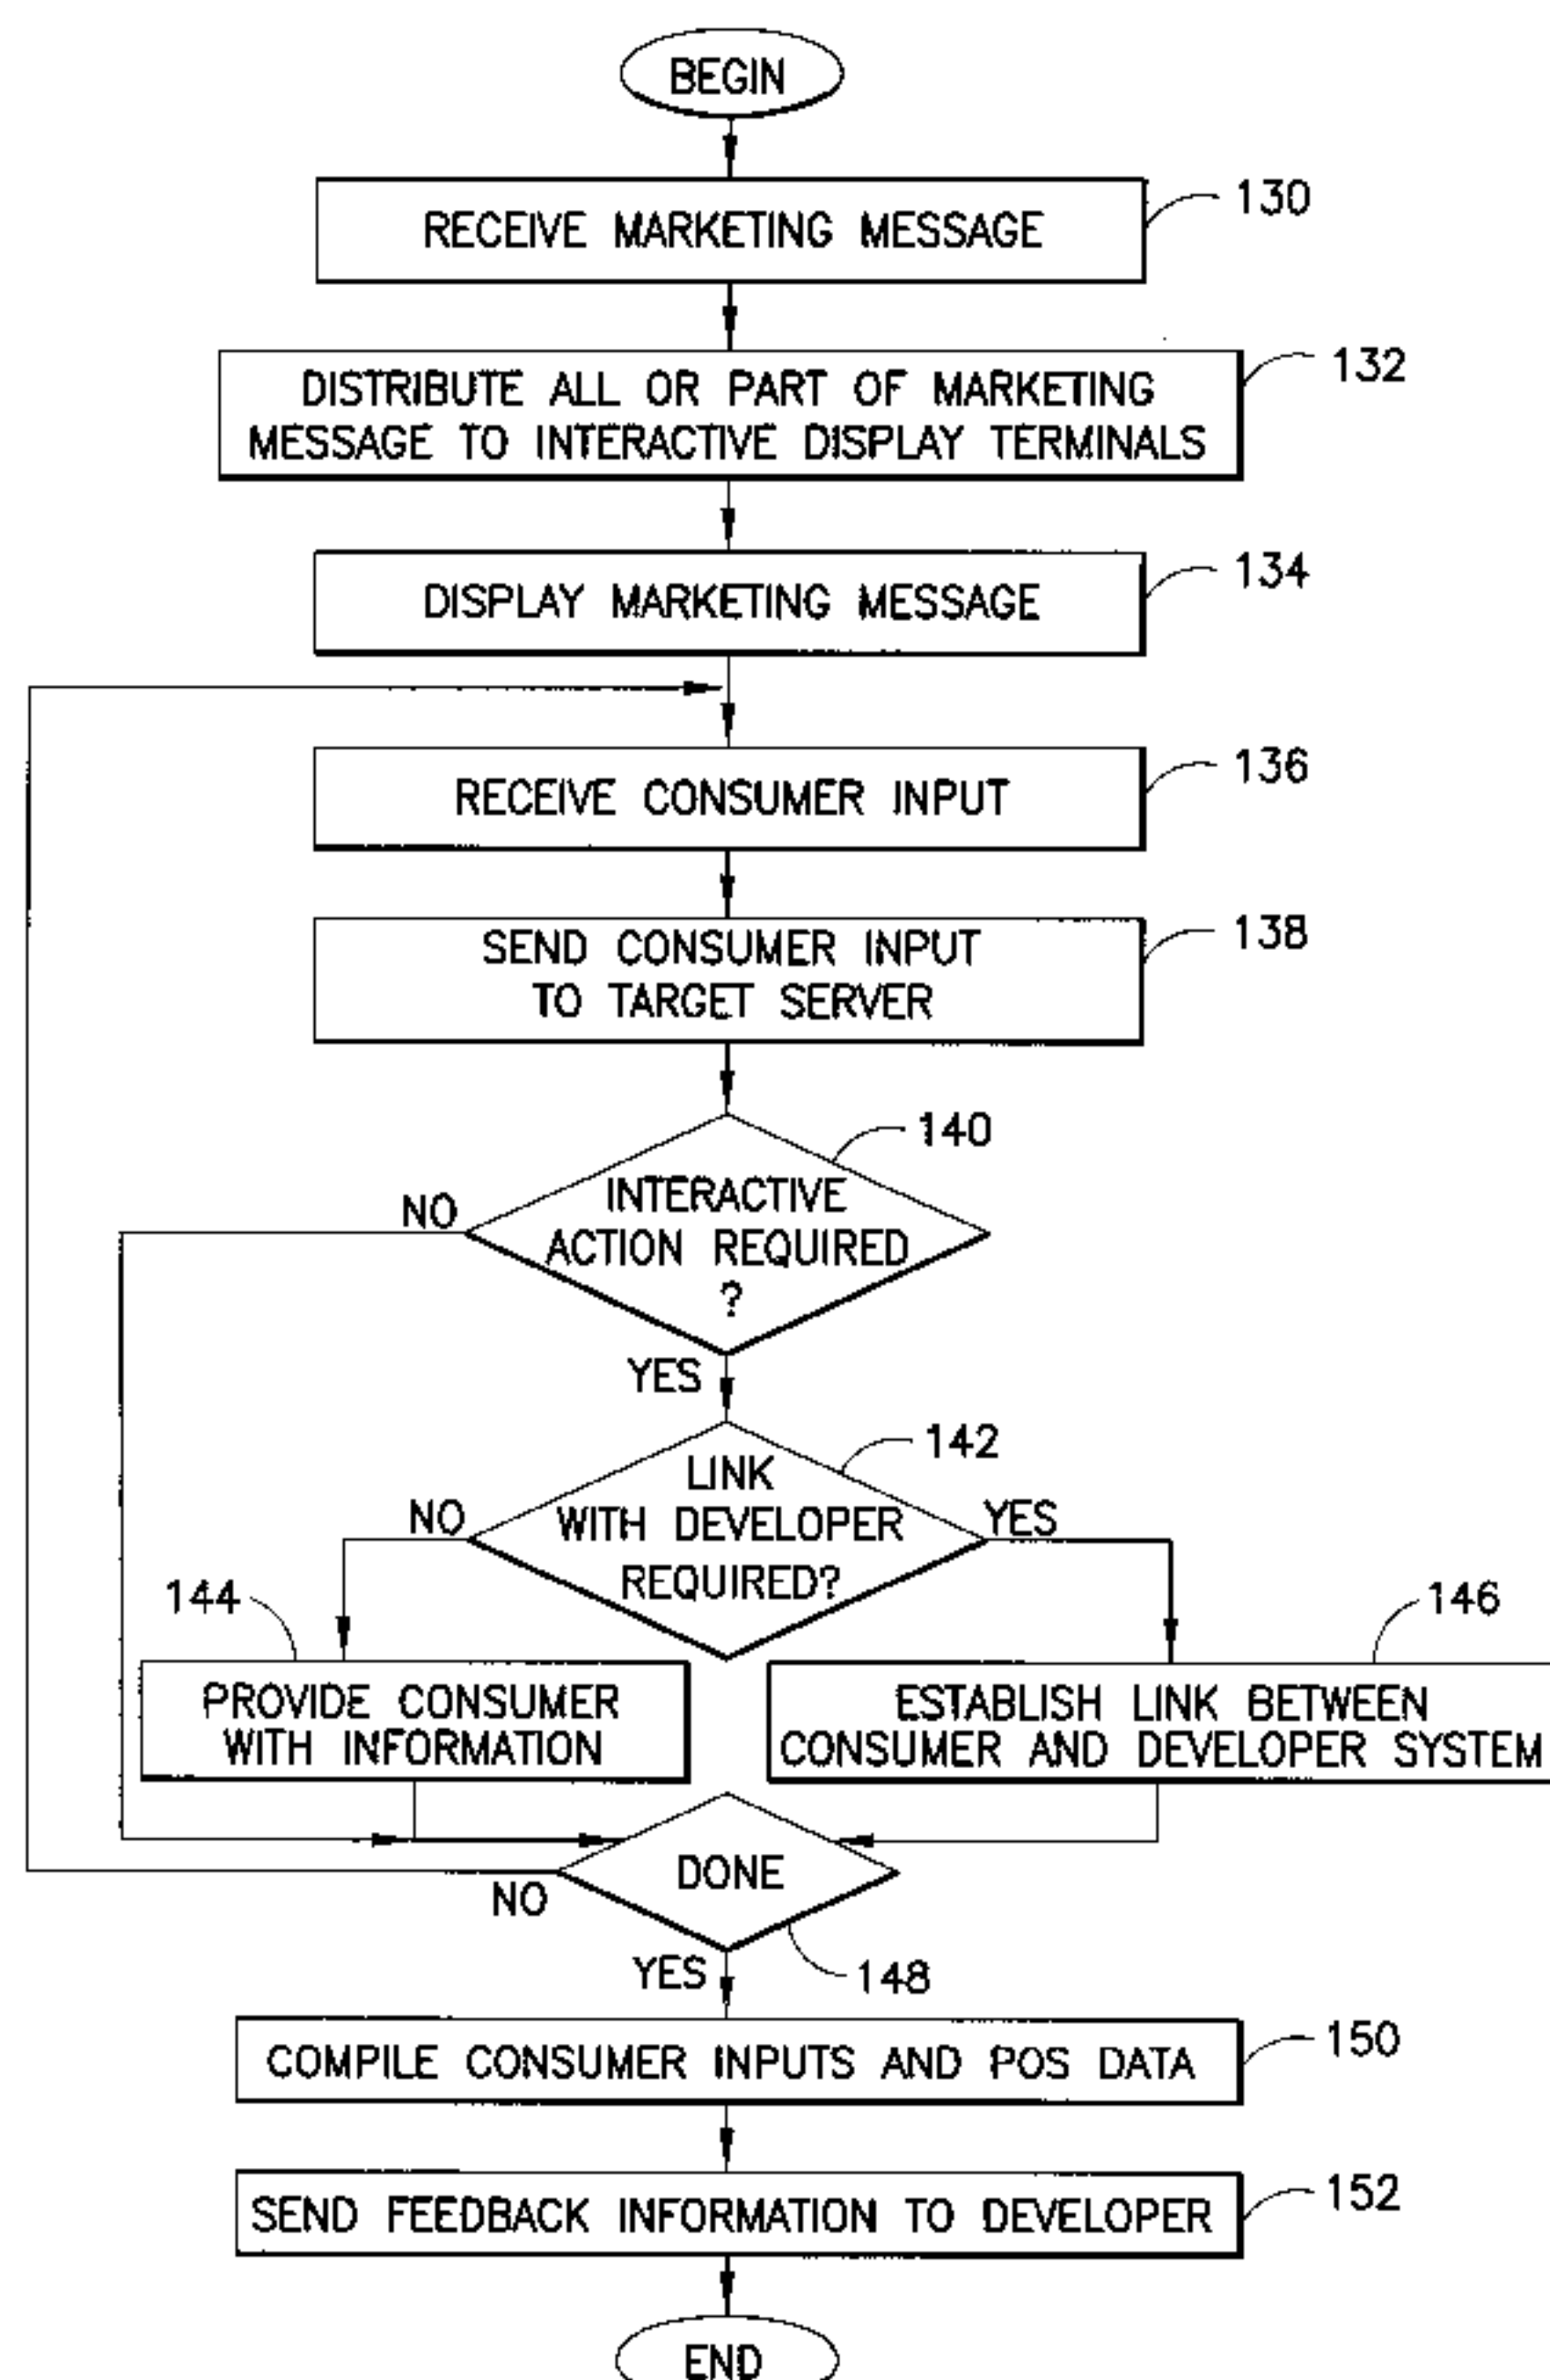 BEGIN
RECEIVE MARKETING MESSAGE
130
DISTRIBUTE ALL OR PART OF MARKETING
MESSAGE TO INTERACTIVE DISPLAY TERMINALS
132
DISPLAY MARKETING MESSAGE
134
RECEIVE CONSUMER INPUT
136
SEND CONSUMER INPUT
TO TARGET SERVER
138
140
NO
INTERACTIVE
ACTION REQUIRED
?
YES
142
NO
LINK
WITH DEVELOPER
REQUIRED?
YES
144
PROVIDE CONSUMER
WITH INFORMATION
146
ESTABLISH LINK BETWEEN
CONSUMER AND DEVELOPER SYSTEM
DONE
NO
YES
148
COMPILE CONSUMER INPUTS AND POS DATA
150
SEND FEEDBACK INFORMATION TO DEVELOPER
152
END